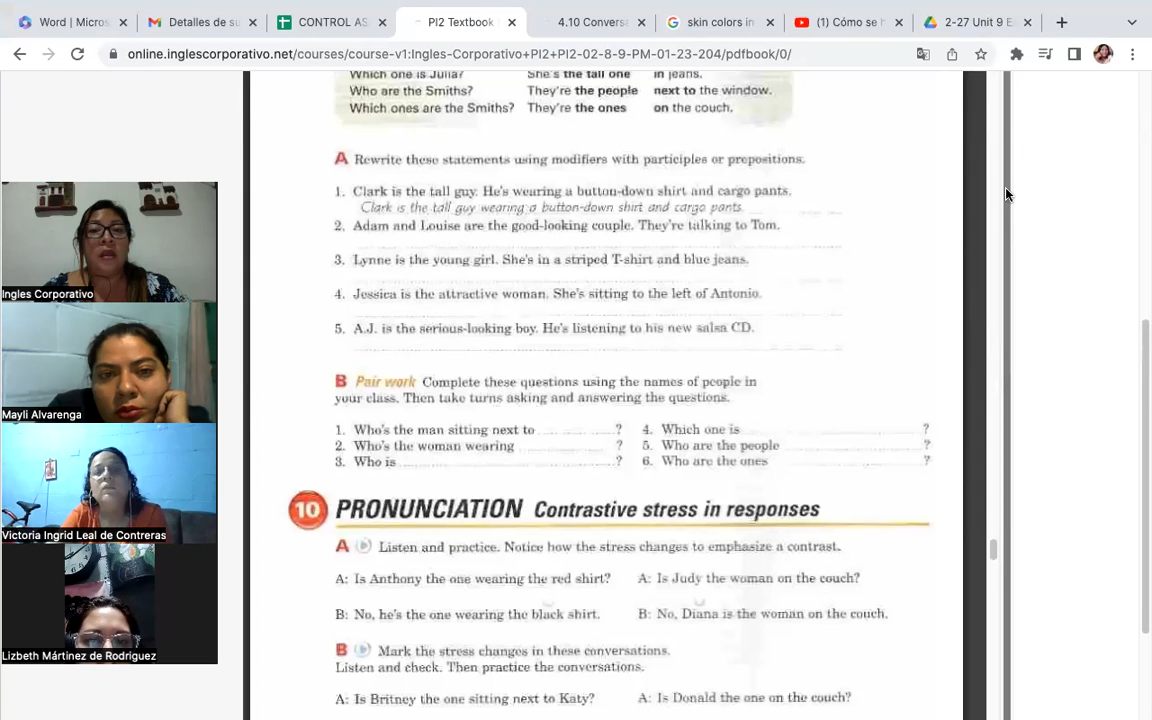 Word | Micros
Detalles de su
CONTROL AS
PI2 Textbook
4.10 Convers
skin colors in
(1) Cómo se h
2-27 Unit 9 E
online.inglescorporativo.net/courses/course-v1:Ingles-Corporativo+PI2+PI2-02-8-9-PM-01-23-204/pdfbook/0/
Which one is Julia? She's the tall one in jeans.
Who are the Smiths? They're the people next to the window.
Which ones are the Smiths? They're the ones on the couch.
A Rewrite these statements using modifiers with participles or prepositions.
1. Clark is the tall guy. He's wearing a button-down shirt and cargo pants.
Clark is the tall guy wearing a button-down shirt and cargo pants.
2. Adam and Louise are the good-looking couple. They're talking to Tom.
3. Lynne is the young girl. She's in a striped T-shirt and blue jeans.
4. Jessica is the attractive woman. She's sitting to the left of Antonio.
5. A.J. is the serious-looking boy. He's listening to his new salsa CD.
B Pair work Complete these questions using the names of people in
your class. Then take turns asking and answering the questions.
1. Who's the man sitting next to ?
2. Who's the woman wearing ?
3. Who is ?
4. Which one is ?
5. Who are the people ?
6. Who are the ones ?
10 PRONUNCIATION Contrastive stress in responses
A Listen and practice. Notice how the stress changes to emphasize a contrast.
A: Is Anthony the one wearing the red shirt?
B: No, he's the one wearing the black shirt.
A: Is Judy the woman on the couch?
B: No, Diana is the woman on the couch.
B Mark the stress changes in these conversations.
Listen and check. Then practice the conversations.
A: Is Britney the one sitting next to Katy?
A: Is Donald the one on the couch?
Ingles Corporativo
Mayli Alvarenga
Victoria Ingrid Leal de Contreras
Lizbeth Mártinez de Rodriguez